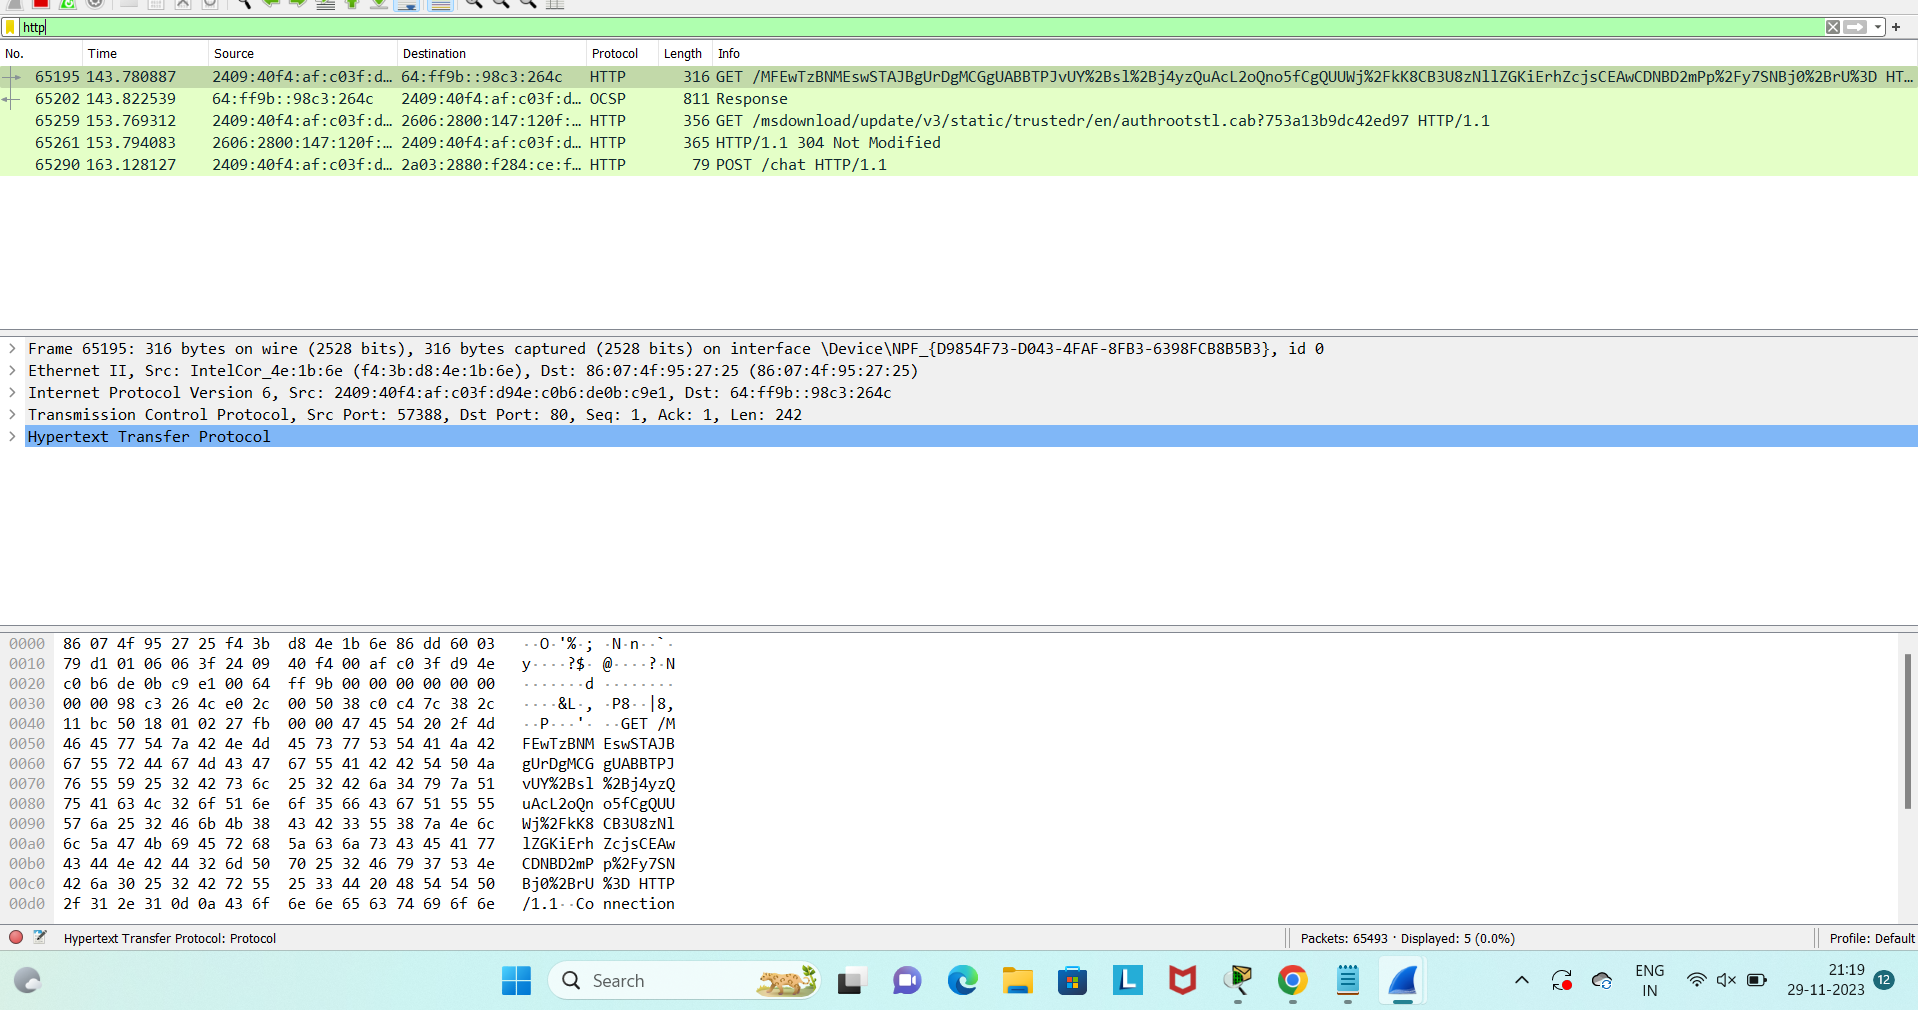 http
No. Time Source Destination Protocol Length Info
65195 143.780887 2409:40f4:af:c03f:d… 64:ff9b::98c3:264c HTTP 316 GET /MFEwTzBNMEswSTAJBgUrDgMCGgUABBTPJvUY%2Bsl%2Bj4yzQuAcL2oQno5fCgQUUWj%2FkK8CB3U8zNllZGKiErhZcjsCEAwCDNBD2mPp%2Fy7SNBj0%2BrU%3D HT…
65202 143.822539 64:ff9b::98c3:264c 2409:40f4:af:c03f:d… OCSP 811 Response
65259 153.769312 2409:40f4:af:c03f:d… 2606:2800:147:120f:… HTTP 356 GET /msdownload/update/v3/static/trustedr/en/authrootstl.cab?753a13b9dc42ed97 HTTP/1.1
65261 153.794083 2606:2800:147:120f:… 2409:40f4:af:c03f:d… HTTP 365 HTTP/1.1 304 Not Modified
65290 163.128127 2409:40f4:af:c03f:d… 2a03:2880:f284:ce:f… HTTP 79 POST /chat HTTP/1.1
Frame 65195: 316 bytes on wire (2528 bits), 316 bytes captured (2528 bits) on interface \Device\NPF_{D9854F73-D043-4FAF-8FB3-6398FCB8B5B3}, id 0
Ethernet II, Src: IntelCor_4e:1b:6e (f4:3b:d8:4e:1b:6e), Dst: 86:07:4f:95:27:25 (86:07:4f:95:27:25)
Internet Protocol Version 6, Src: 2409:40f4:af:c03f:d94e:c0b6:de0b:c9e1, Dst: 64:ff9b::98c3:264c
Transmission Control Protocol, Src Port: 57388, Dst Port: 80, Seq: 1, Ack: 1, Len: 242
Hypertext Transfer Protocol
0000 86 07 4f 95 27 25 f4 3b d8 4e 1b 6e 86 dd 60 03 ··O·'%·; ·N·n··`·
0010 79 d1 01 06 06 3f 24 09 40 f4 00 af c0 3f d9 4e y····?$· @····?·N
0020 c0 b6 de 0b c9 e1 00 64 ff 9b 00 00 00 00 00 00 ·······d ········
0030 00 00 98 c3 26 4c e0 2c 00 50 38 c0 c4 7c 38 2c ····&L·, ·P8··|8,
0040 11 bc 50 18 01 02 27 fb 00 00 47 45 54 20 2f 4d ··P···'· ··GET /M
0050 46 45 77 54 7a 42 4e 4d 45 73 77 53 54 41 4a 42 FEwTzBNM EswSTAJB
0060 67 55 72 44 67 4d 43 47 67 55 41 42 42 54 50 4a gUrDgMCG gUABBTPJ
0070 76 55 59 25 32 42 73 6c 25 32 42 6a 34 79 7a 51 vUY%2Bsl %2Bj4yzQ
0080 75 41 63 4c 32 6f 51 6e 6f 35 66 43 67 51 55 55 uAcL2oQn o5fCgQUU
0090 57 6a 25 32 46 6b 4b 38 43 42 33 55 38 7a 4e 6c Wj%2FkK8 CB3U8zNl
00a0 6c 5a 47 4b 69 45 72 68 5a 63 6a 73 43 45 41 77 lZGKiErh ZcjsCEAw
00b0 43 44 4e 42 44 32 6d 50 70 25 32 46 79 37 53 4e CDNBD2mP p%2Fy7SN
00c0 42 6a 30 25 32 42 72 55 25 33 44 20 48 54 54 50 Bj0%2BrU %3D HTTP
00d0 2f 31 2e 31 0d 0a 43 6f 6e 6e 65 63 74 69 6f 6e /1.1··Co nnection
Hypertext Transfer Protocol: Protocol Packets: 65493 · Displayed: 5 (0.0%) Profile: Default
Search
ENG
IN
21:19
29-11-2023
12